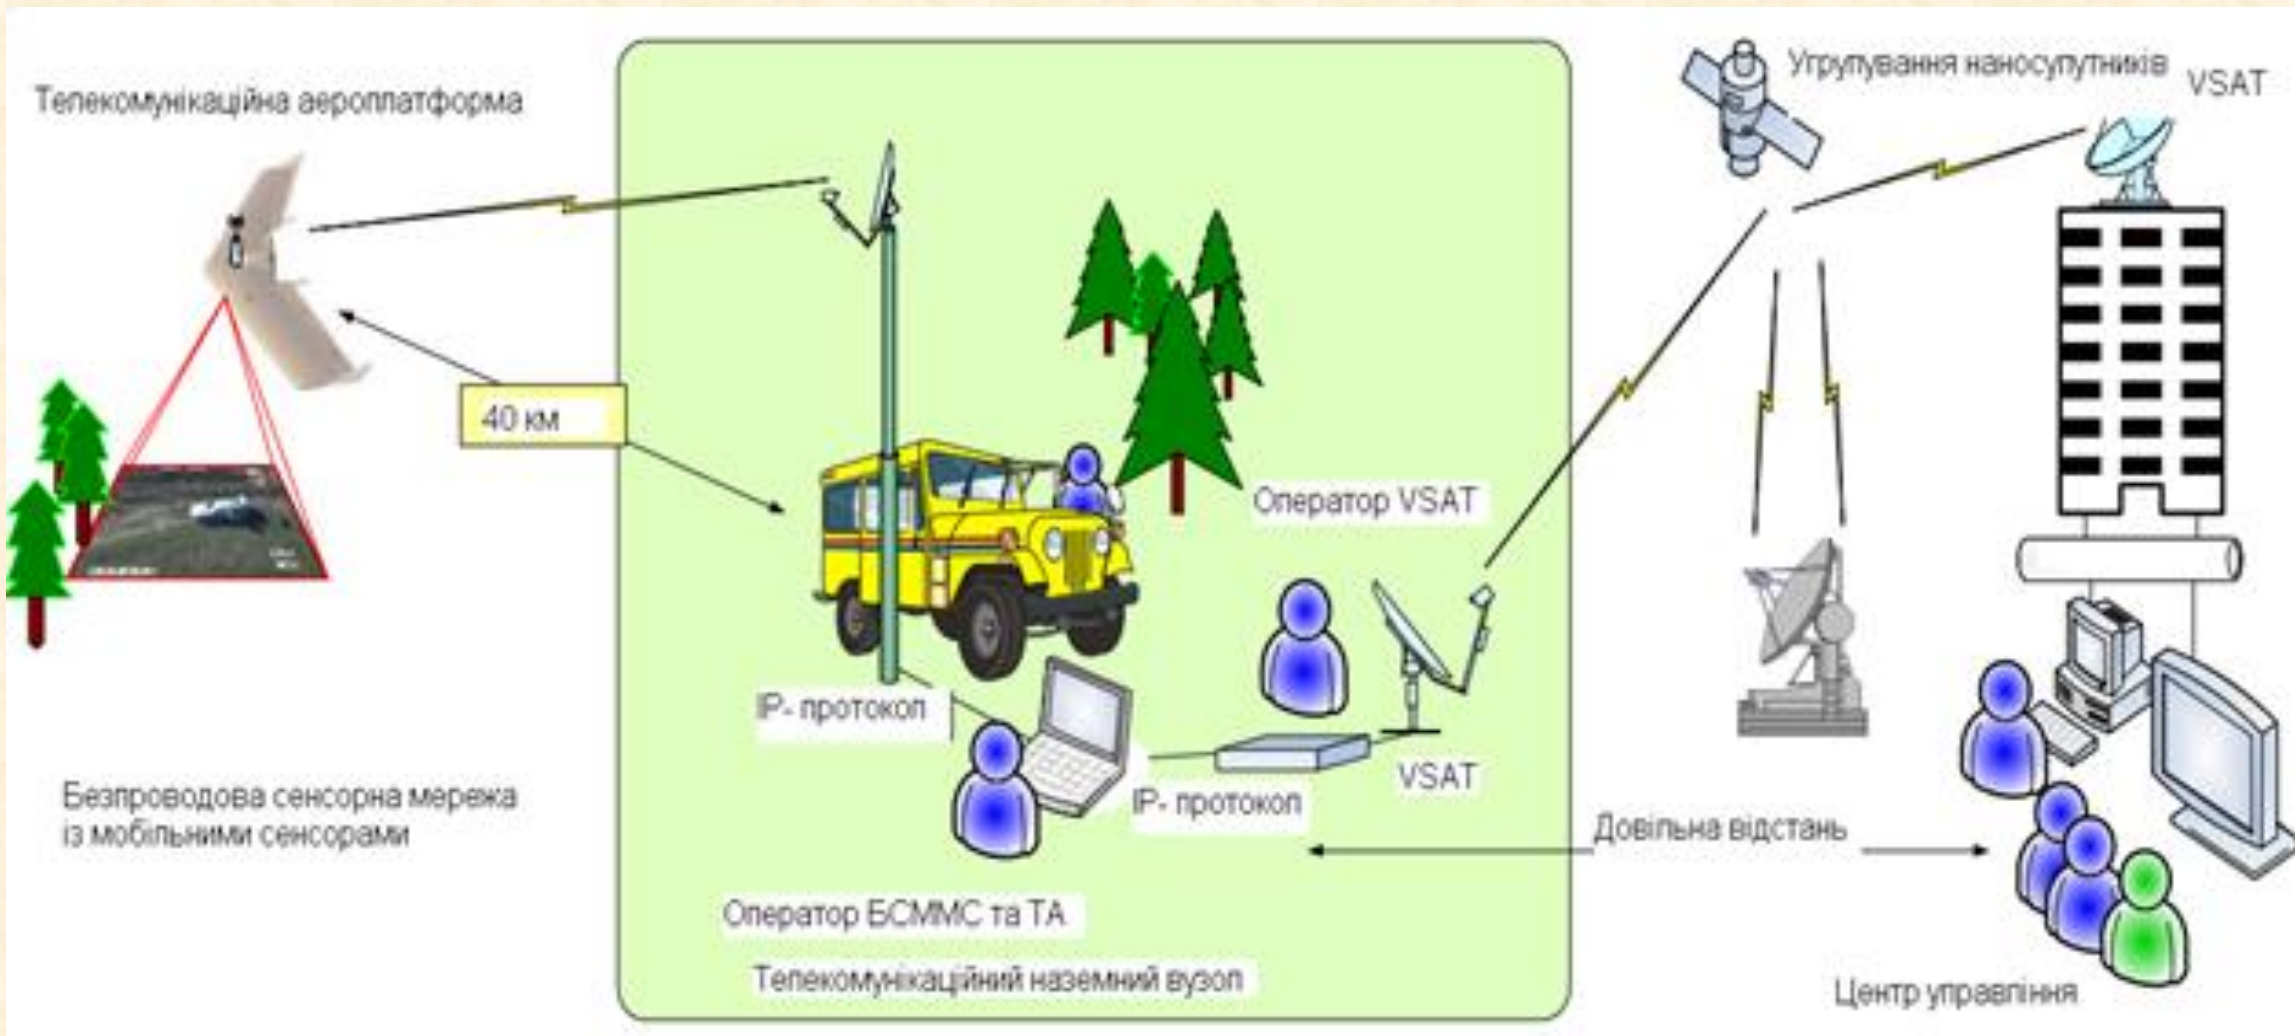 Телекомунікаційна аероплатформа
Угрупування наносупутників
VSAT
40 км
Оператор VSAT
IP- протокол
VSAT
IP- протокол
Безпроводова сенсорна мережа
із мобільними сенсорами
Довільна відстань
Оператор БСММС та ТА
Телекомунікаційний наземний вузол
Центр управління